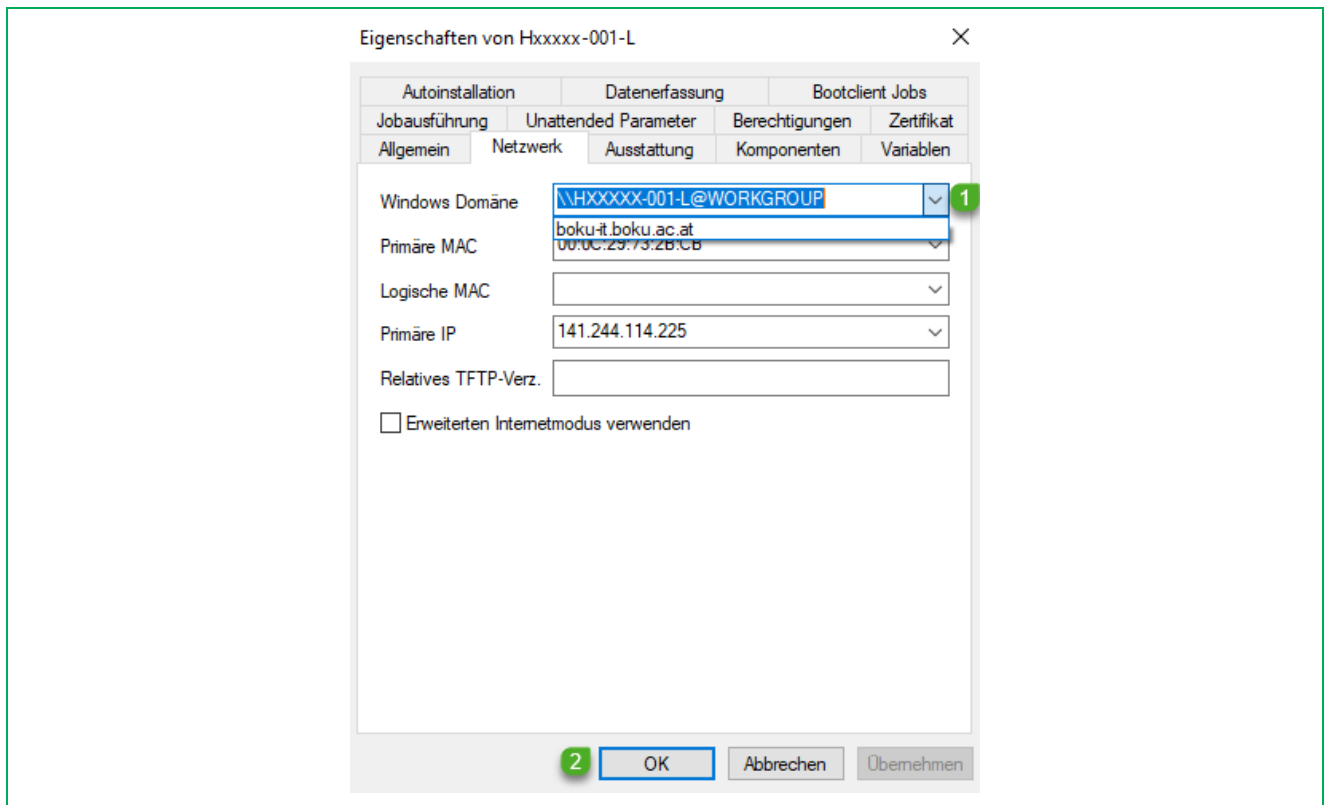 Eigenschaften von Hxxxxx-001-L
Autoinstallation Datenerfassung Bootclient Jobs
Jobausführung Unattended Parameter Berechtigungen Zertifikat
Allgemein Netzwerk Ausstattung Komponenten Variablen
Windows Domäne \\HXXXXX-001-L@WORKGROUP 1
boku-it.boku.ac.at
Primäre MAC 00:0C:29:73:2B:CB
Logische MAC
Primäre IP 141.244.114.225
Relatives TFTP-Verz.
Erweiterten Internetmodus verwenden
2 OK Abbrechen Übernehmen